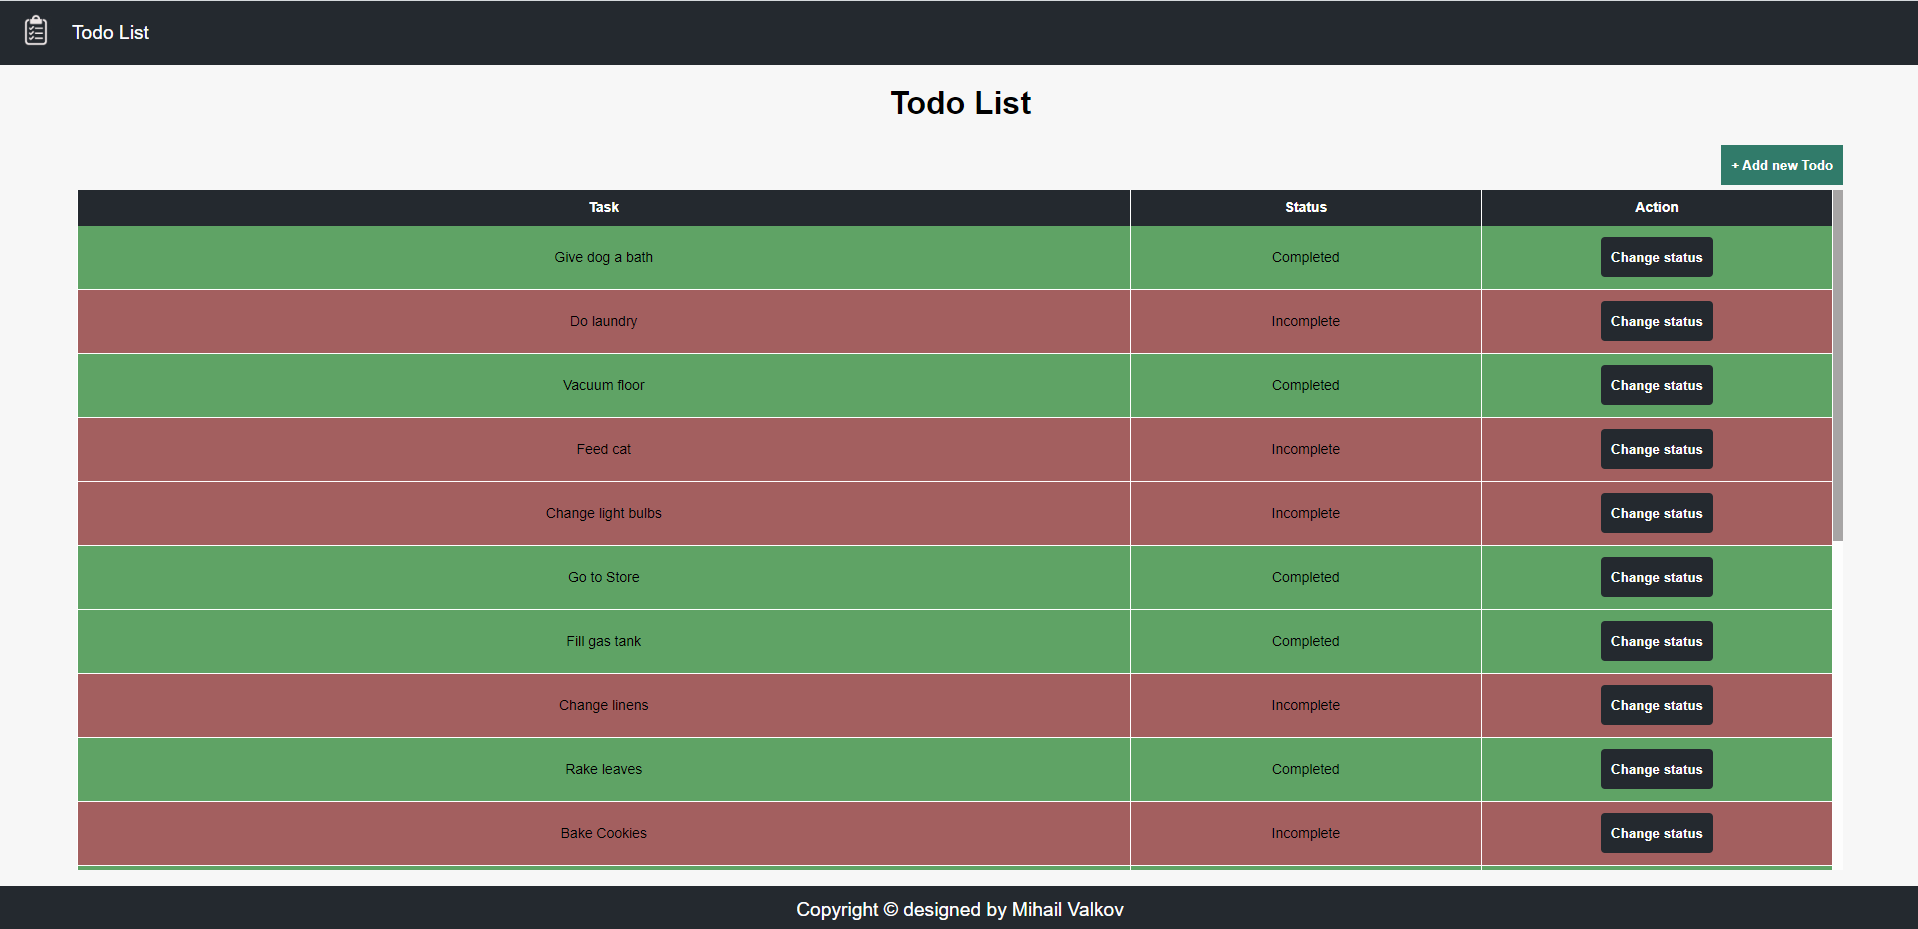 Todo List
Todo List
+ Add new Todo
Task Status Action
Give dog a bath Completed Change status
Do laundry Incomplete Change status
Vacuum floor Completed Change status
Feed cat Incomplete Change status
Change light bulbs Incomplete Change status
Go to Store Completed Change status
Fill gas tank Completed Change status
Change linens Incomplete Change status
Rake leaves Completed Change status
Bake Cookies Incomplete Change status
Copyright © designed by Mihail Valkov